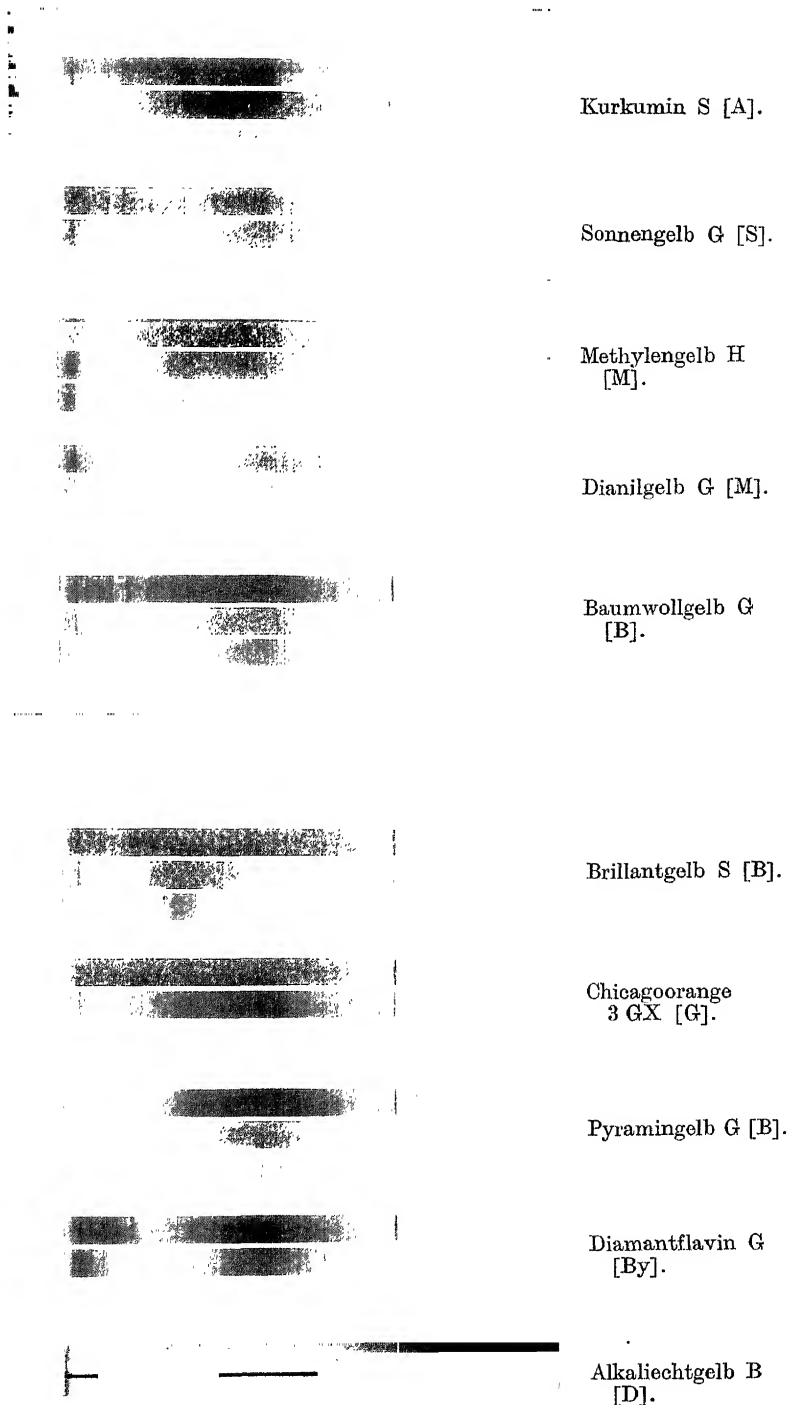 Kurkumin S [A].
Sonnengelb G [S].
Methylengelb H
[M].
Dianilgelb G [M].
Baumwollgelb G
[B].
Brillantgelb S [B].
Chicagoorange
3 GX [G].
Pyramingelb G [B].
Diamantflavin G
[By].
Alkaliechtgelb B
[D].